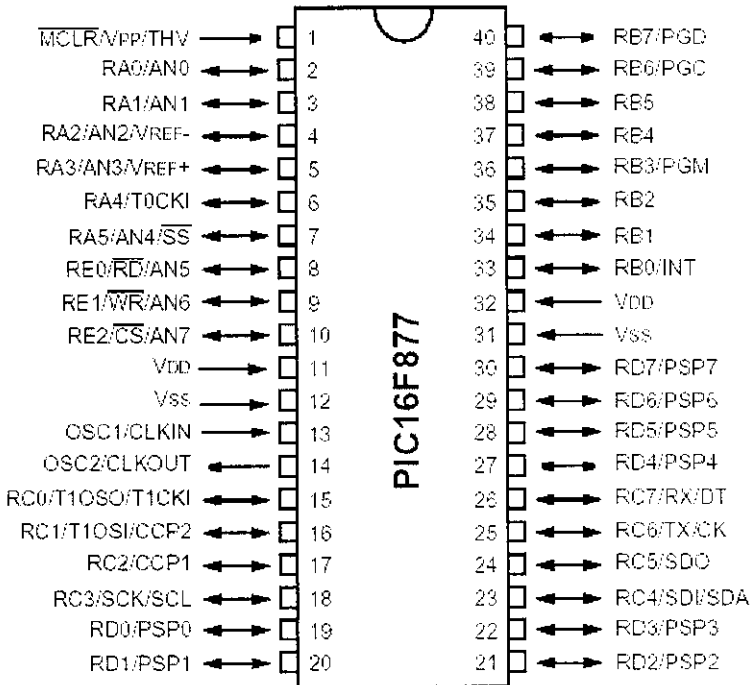 MCLR/VPP/THV 1 40 RB7/PGD
RA0/AN0 2 39 RB6/PGC
RA1/AN1 3 38 RB5
RA2/AN2/VREF- 4 37 RB4
RA3/AN3/VREF+ 5 36 RB3/PGM
RA4/T0CKI 6 35 RB2
RA5/AN4/SS 7 34 RB1
RE0/RD/AN5 8 33 RB0/INT
RE1/WR/AN6 9 32 VDD
RE2/CS/AN7 10 31 VSS
VDD 11 30 RD7/PSP7
VSS 12 29 RD6/PSP6
OSC1/CLKIN 13 28 RD5/PSP5
OSC2/CLKOUT 14 27 RD4/PSP4
RC0/T1OSO/T1CKI 15 26 RC7/RX/DT
RC1/T1OSI/CCP2 16 25 RC6/TX/CK
RC2/CCP1 17 24 RC5/SDO
RC3/SCK/SCL 18 23 RC4/SDI/SDA
RD0/PSP0 19 22 RD3/PSP3
RD1/PSP1 20 21 RD2/PSP2
PIC16F877